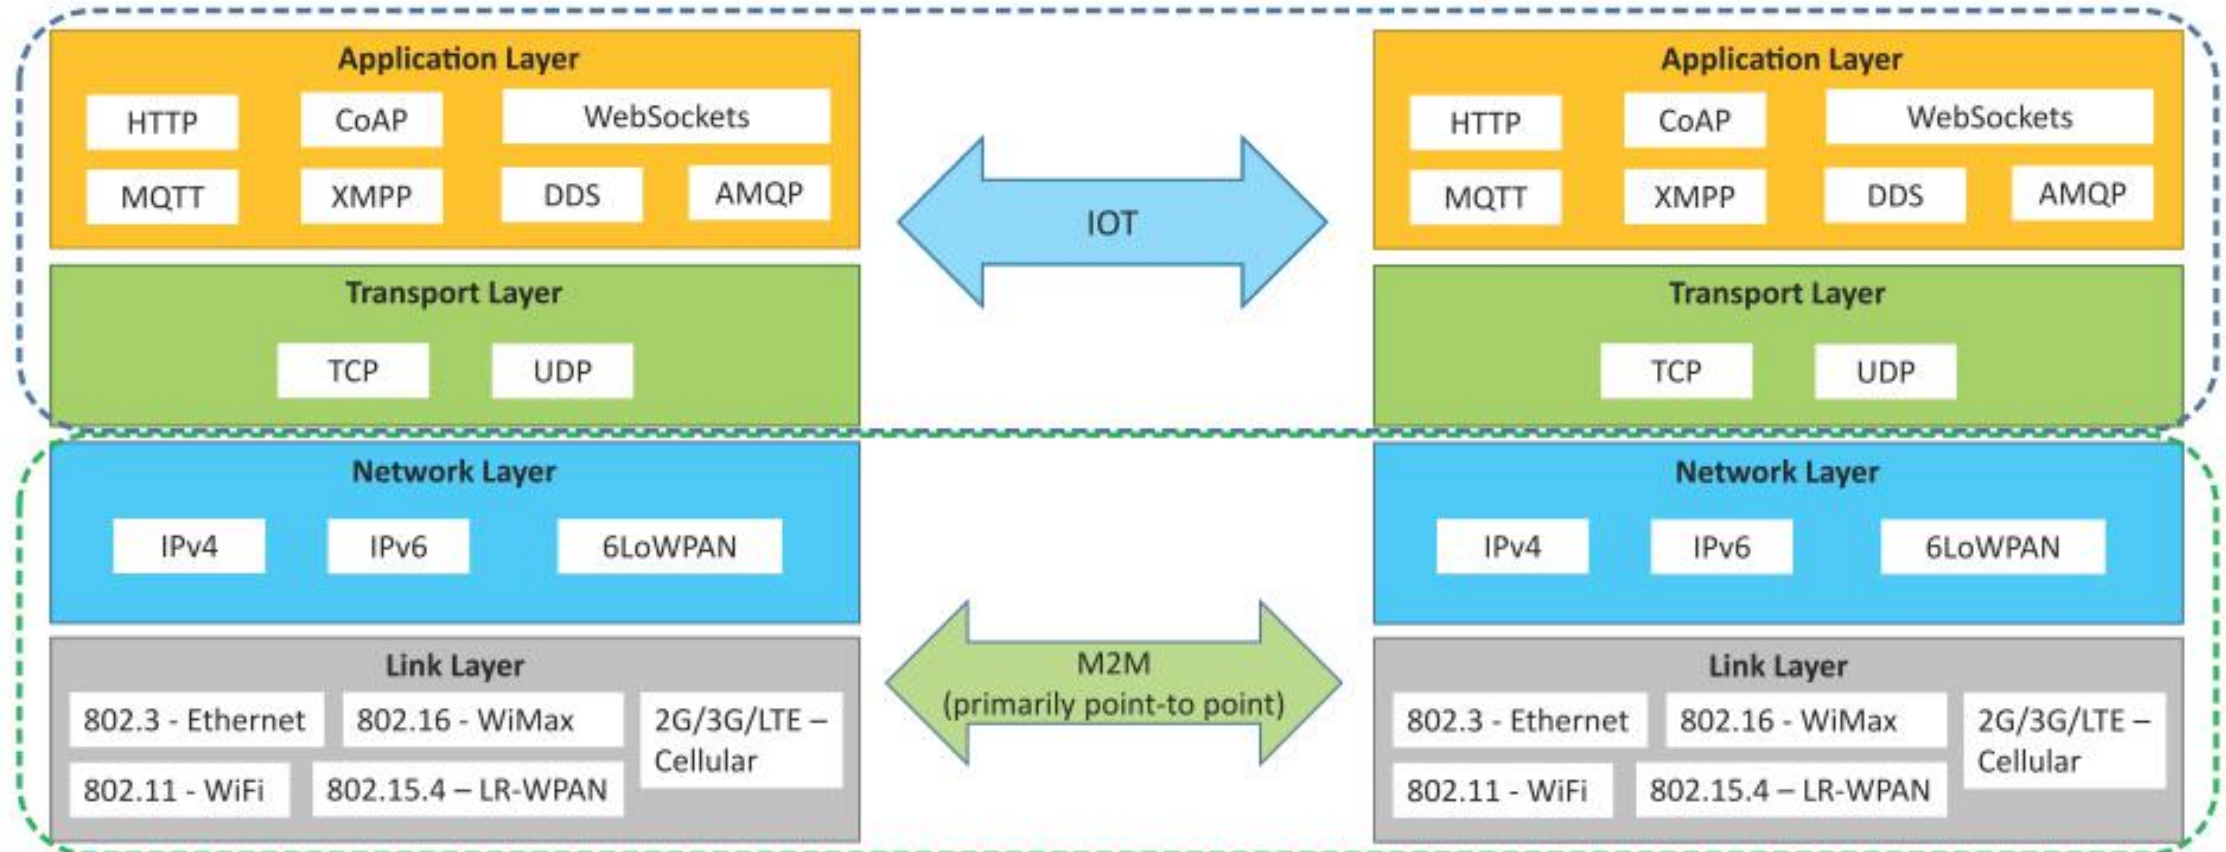 Application Layer
HTTP
CoAP
WebSockets
MQTT
XMPP
DDS
AMQP
Transport Layer
TCP
UDP
Network Layer
IPv4
IPv6
6LoWPAN
Link Layer
802.3 - Ethernet
802.16 - WiMax
2G/3G/LTE –
Cellular
802.11 - WiFi
802.15.4 – LR-WPAN
IOT
M2M
(primarily point-to point)
Application Layer
HTTP
CoAP
WebSockets
MQTT
XMPP
DDS
AMQP
Transport Layer
TCP
UDP
Network Layer
IPv4
IPv6
6LoWPAN
Link Layer
802.3 - Ethernet
802.16 - WiMax
2G/3G/LTE –
Cellular
802.11 - WiFi
802.15.4 – LR-WPAN